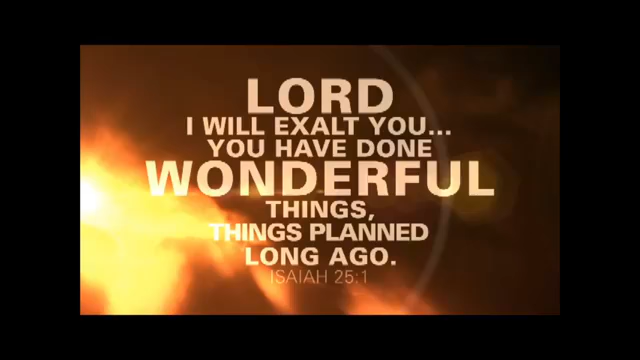 LORD
I WILL EXALT YOU...
YOU HAVE DONE
WONDERFUL
THINGS,
THINGS PLANNED
LONG AGO.
ISAIAH 25:1